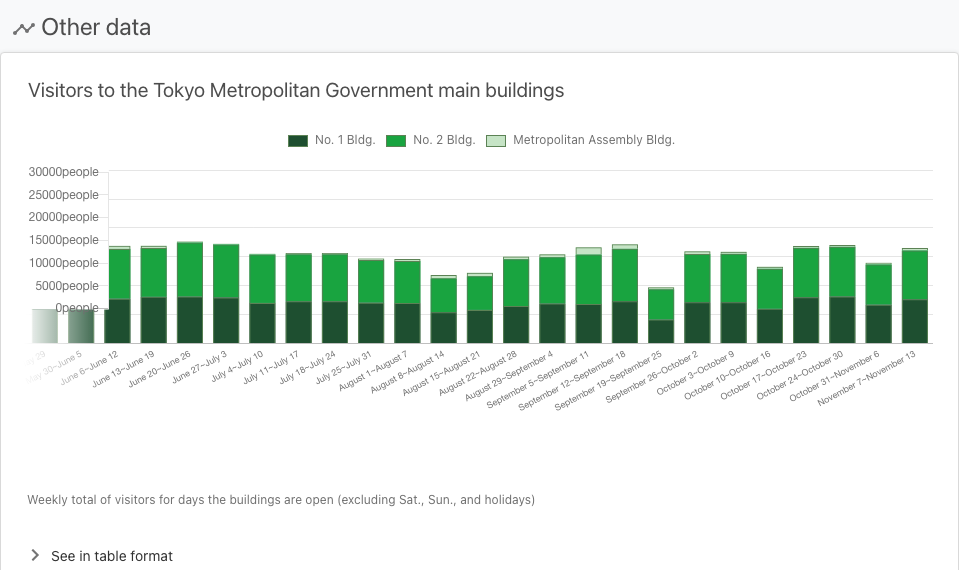 Other data
Visitors to the Tokyo Metropolitan Government main buildings
No. 1 Bldg. No. 2 Bldg. Metropolitan Assembly Bldg.
30000people
25000people
20000people
15000people
10000people
5000people
0people
29
May 30~June 5
June 6~June 12
June 13~June 19
June 20~June 26
June 27~July 3
July 4~July 10
July 11~July 17
July 18~July 24
July 25~July 31
August 1~August 7
August 8~August 14
August 15~August 21
August 22~August 28
August 29~September 4
September 5~September 11
September 12~September 18
September 19~September 25
September 26~October 2
October 3~October 9
October 10~October 16
October 17~October 23
October 24~October 30
October 31~November 6
November 7~November 13
Weekly total of visitors for days the buildings are open (excluding Sat., Sun., and holidays)
See in table format